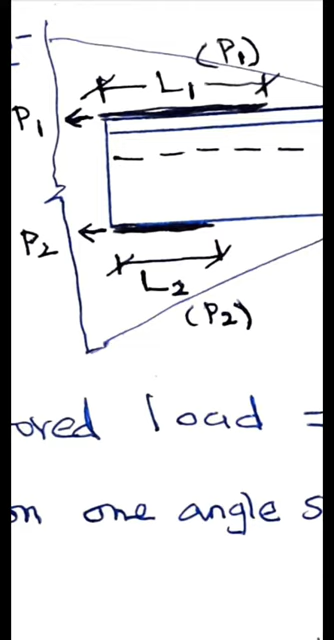 (P1)
L1
P1
P2
L2
(P2)
ored load =
on one angle s